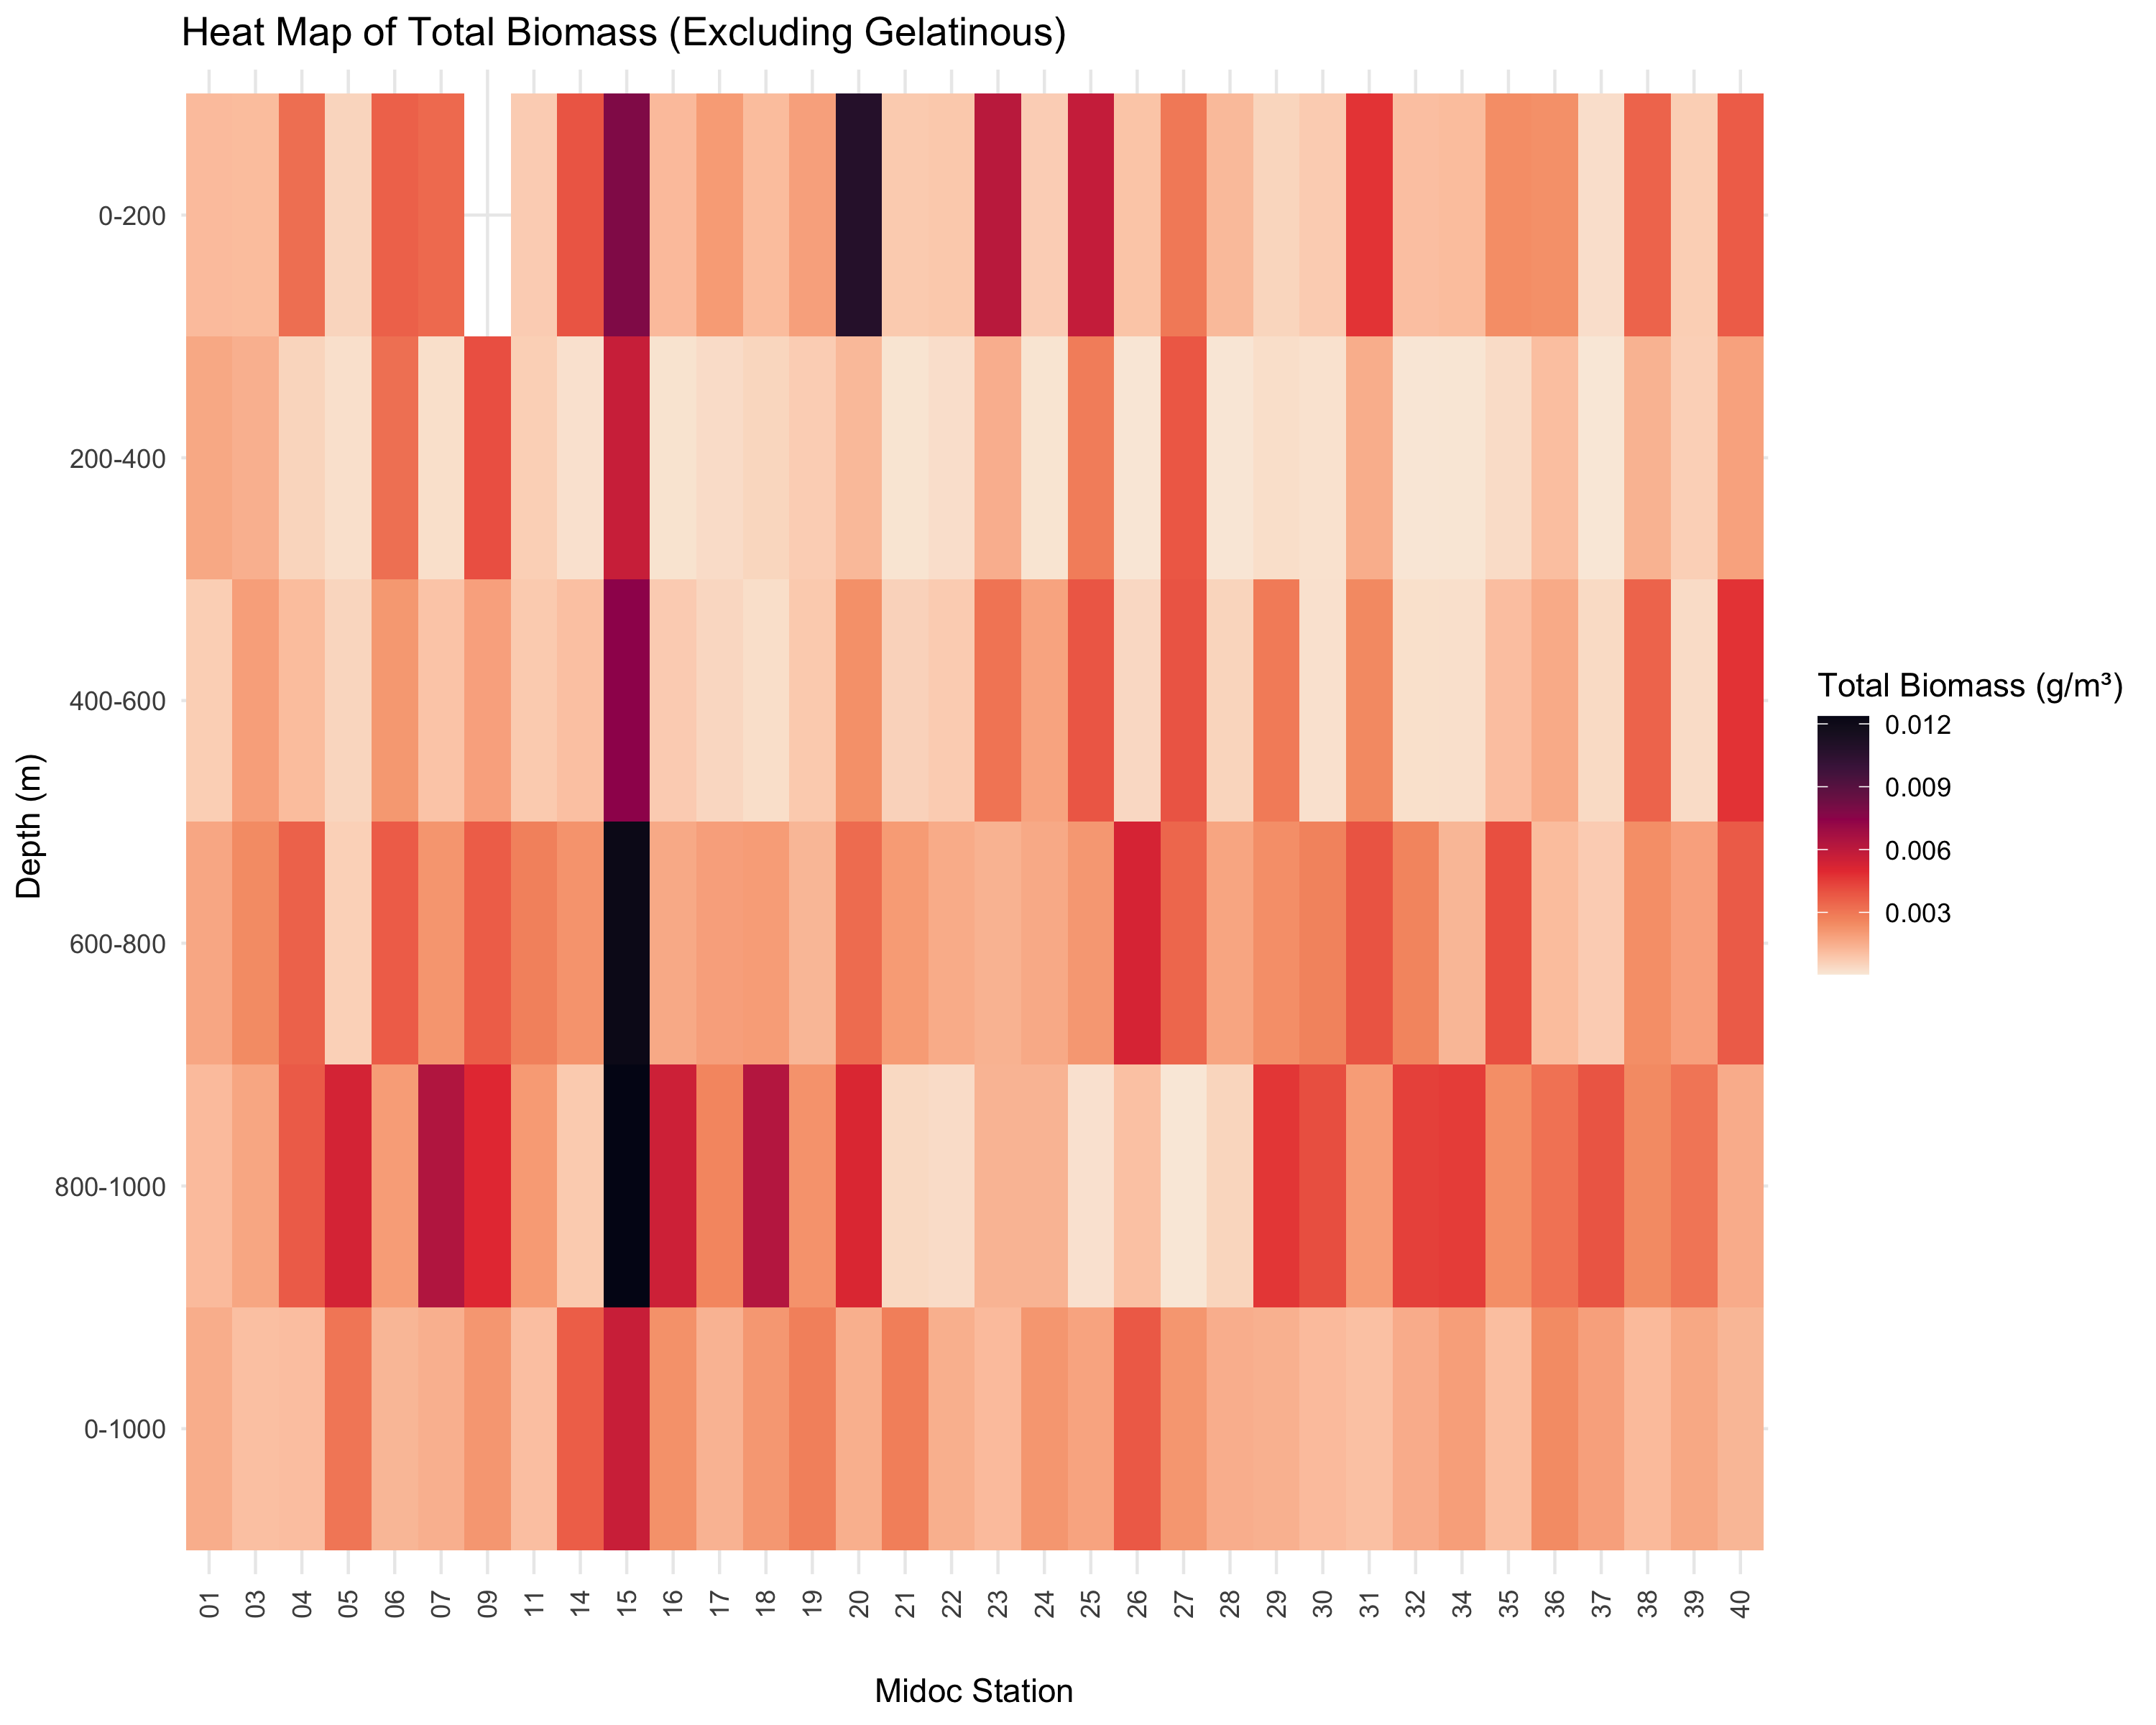 Heat Map of Total Biomass (Excluding Gelatinous)
Depth (m)
0-200
200-400
400-600
600-800
800-1000
0-1000
01 03 04 05 06 07 09 11 14 15 16 17 18 19 20 21 22 23 24 25 26 27 28 29 30 31 32 34 35 36 37 38 39 40
Midoc Station
Total Biomass (g/m³)
0.012
0.009
0.006
0.003